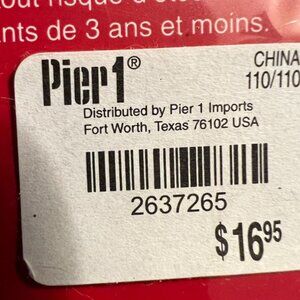 ants de 3 ans et moins.
Pier1®
CHINA
110/110
Distributed by Pier 1 Imports
Fort Worth, Texas 76102 USA
2637265
$16.95